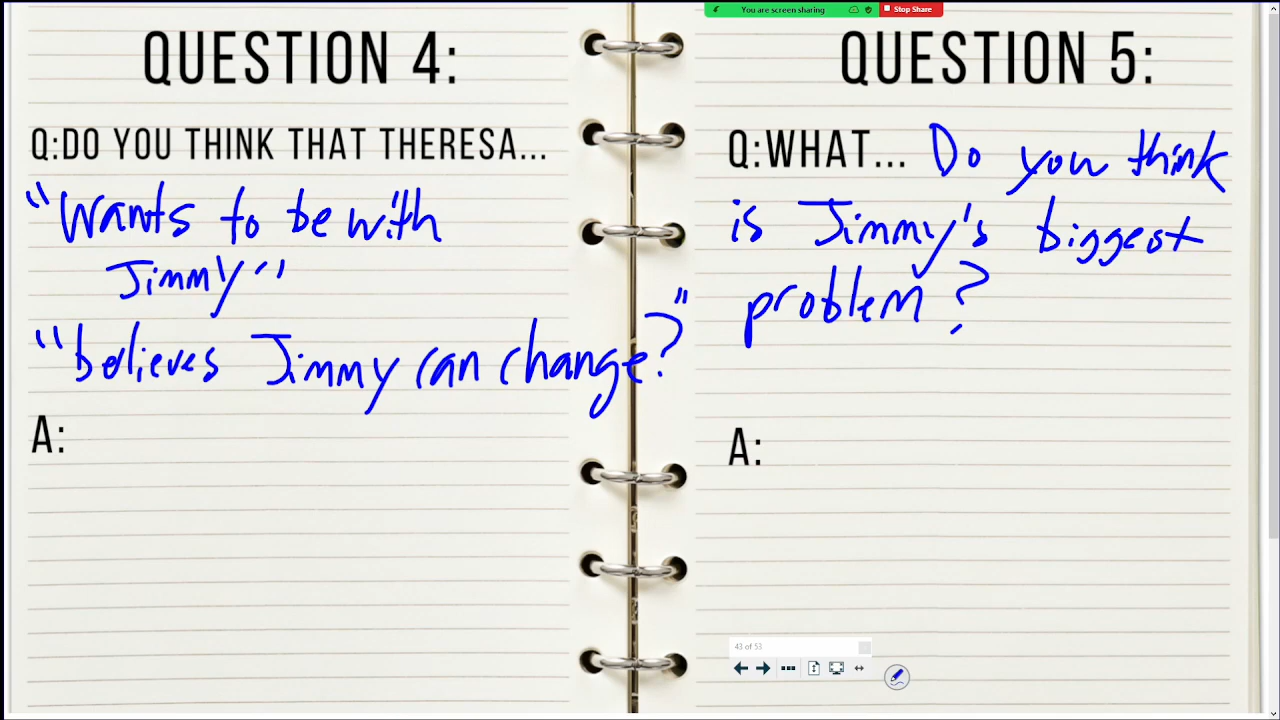 You are screen sharing
Stop Share
QUESTION 4:
Q:DO YOU THINK THAT THERESA...
"Wants to be with
Jimmy"
"believes Jimmy can change?"
A:
QUESTION 5:
Q:WHAT... Do you think
is Jimmy's biggest
problem?
A:
43 of 53